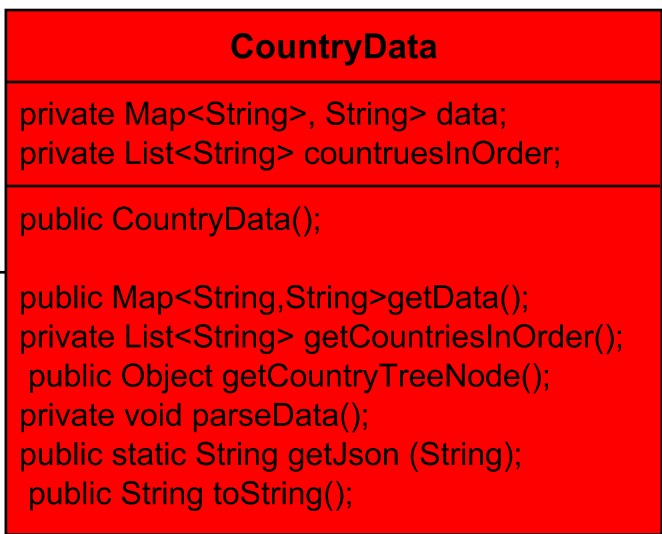 CountryData
private Map<String>, String> data;
private List<String> countruesInOrder;
public CountryData();
public Map<String,String>getData();
private List<String> getCountriesInOrder();
public Object getCountryTreeNode();
private void parseData();
public static String getJson (String);
public String toString();